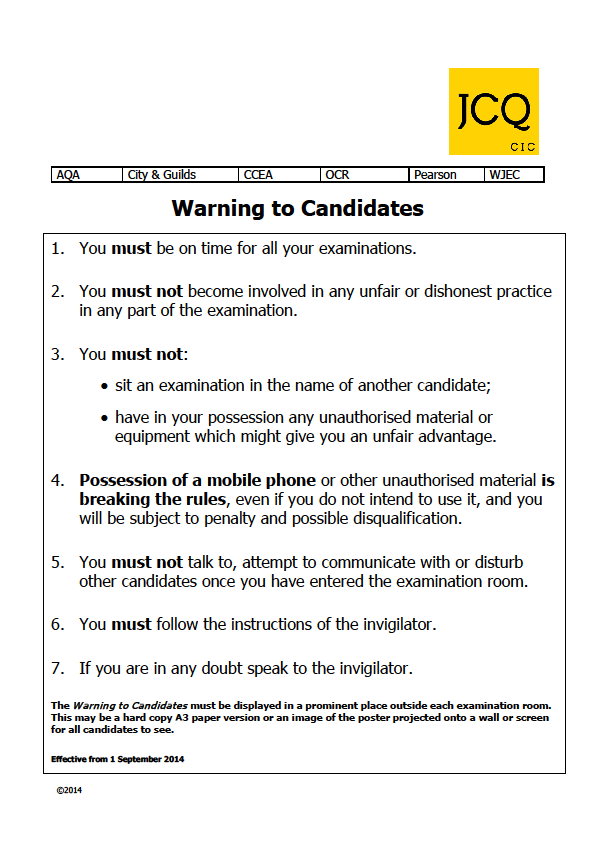 JCQ
CIC
AQA City & Guilds CCEA OCR Pearson WJEC
Warning to Candidates
1. You must be on time for all your examinations.
2. You must not become involved in any unfair or dishonest practice
in any part of the examination.
3. You must not:
• sit an examination in the name of another candidate;
• have in your possession any unauthorised material or
equipment which might give you an unfair advantage.
4. Possession of a mobile phone or other unauthorised material is
breaking the rules, even if you do not intend to use it, and you
will be subject to penalty and possible disqualification.
5. You must not talk to, attempt to communicate with or disturb
other candidates once you have entered the examination room.
6. You must follow the instructions of the invigilator.
7. If you are in any doubt speak to the invigilator.
The Warning to Candidates must be displayed in a prominent place outside each examination room.
This may be a hard copy A3 paper version or an image of the poster projected onto a wall or screen
for all candidates to see.
Effective from 1 September 2014
©2014